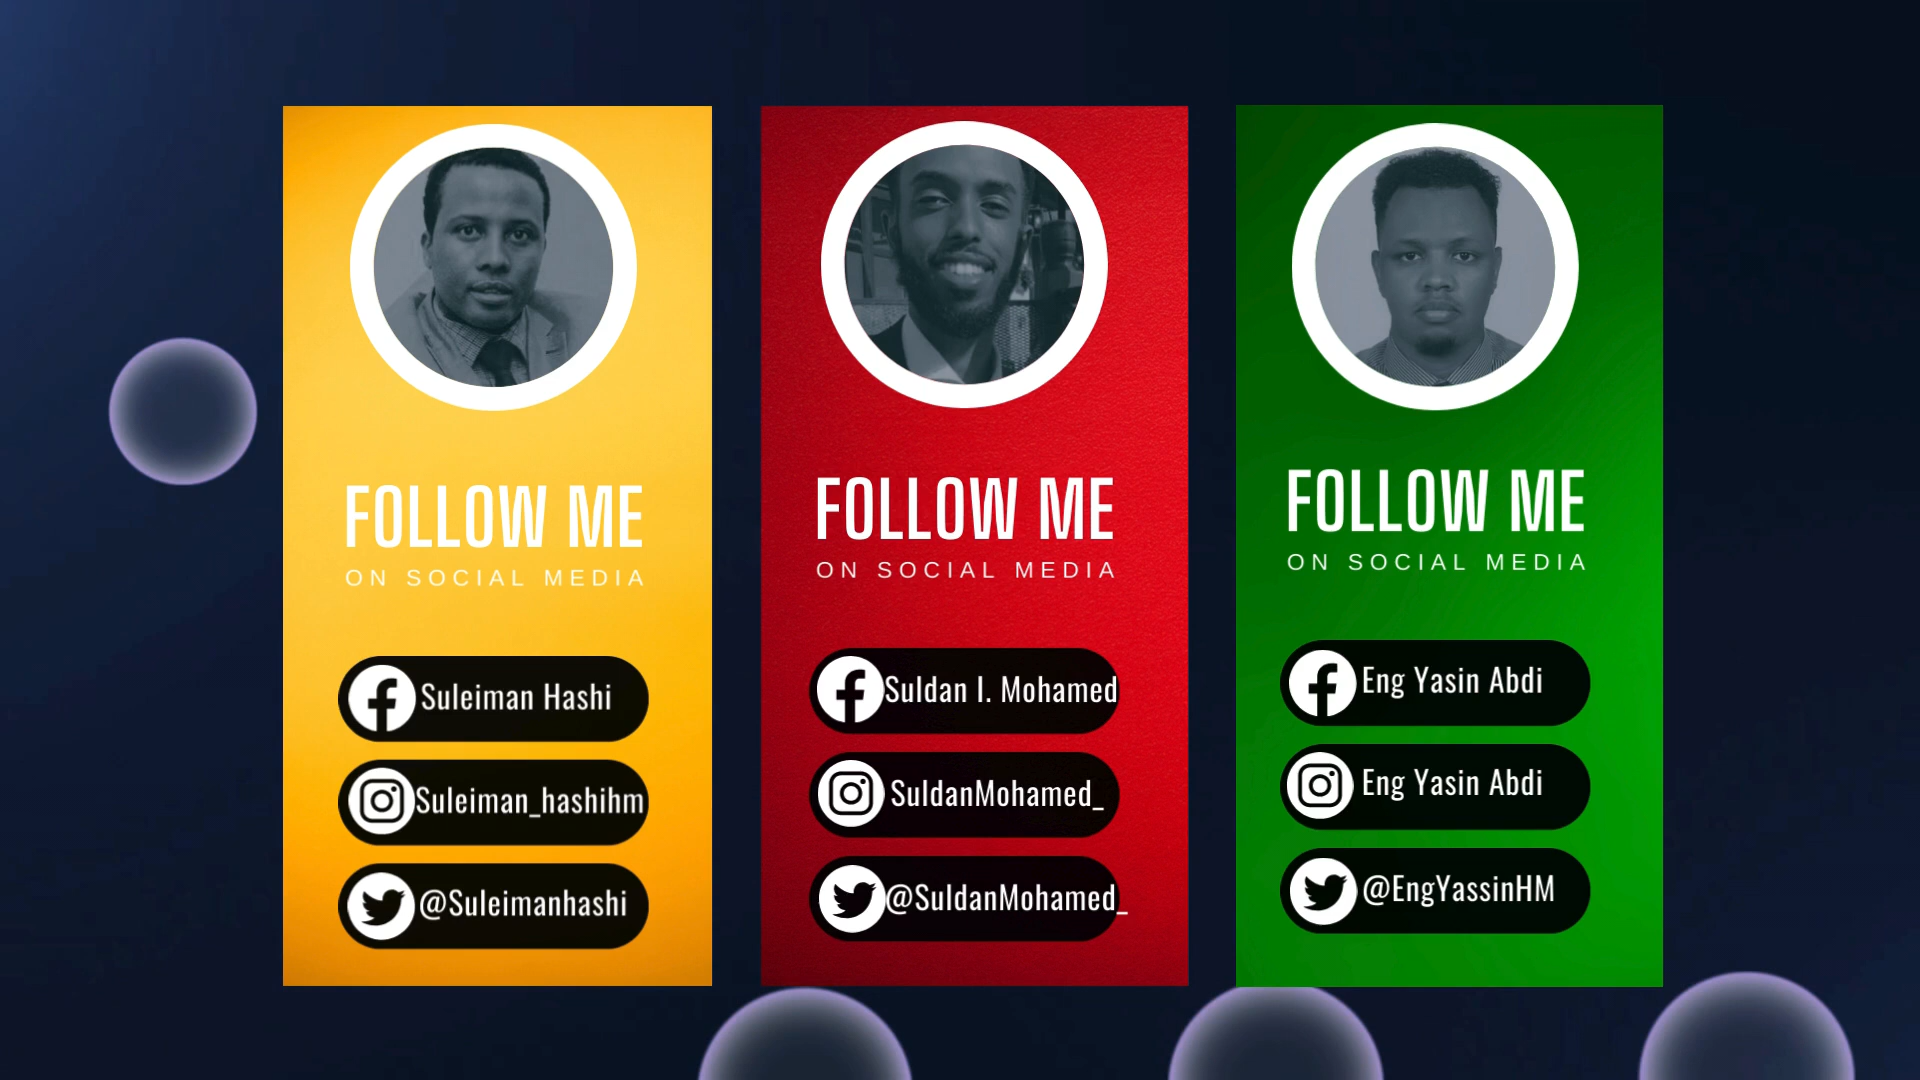 FOLLOW ME
ON SOCIAL MEDIA
Suleiman Hashi
Suleiman_hashihm
@Suleimanhashi
FOLLOW ME
ON SOCIAL MEDIA
Suldan I. Mohamed
SuldanMohamed_
@SuldanMohamed_
FOLLOW ME
ON SOCIAL MEDIA
Eng Yasin Abdi
Eng Yasin Abdi
@EngYassinHM